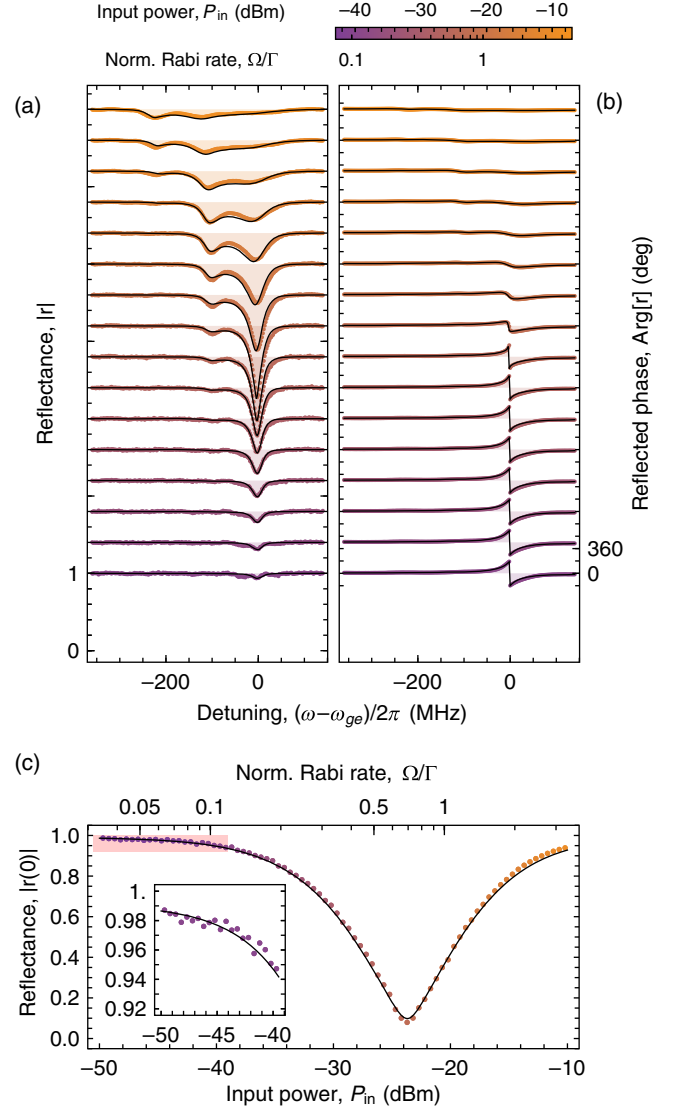 Input power, P_in (dBm)
−40 −30 −20 −10
Norm. Rabi rate, Ω/Γ
0.1 1
(a)
(b)
Reflectance, |r|
1
0
−200 0
−200 0
Reflected phase, Arg[r] (deg)
360
0
Detuning, (ω−ω_ge)/2π (MHz)
(c)
Norm. Rabi rate, Ω/Γ
0.05 0.1 0.5 1
Reflectance, |r(0)|
1.0
0.8
0.6
0.4
0.2
0.0
1
0.98
0.96
0.94
0.92
−50 −45 −40
−50 −40 −30 −20 −10
Input power, P_in (dBm)